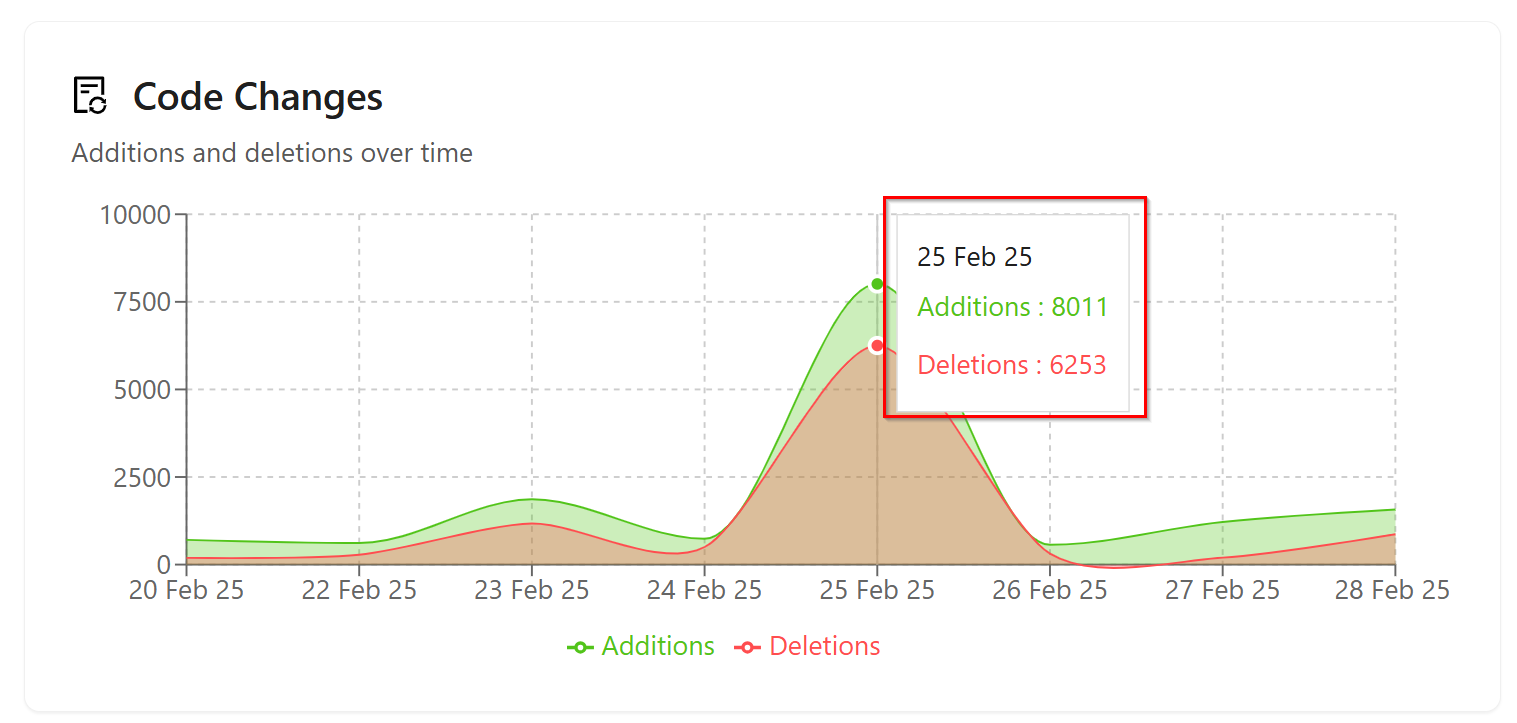 Code Changes
Additions and deletions over time
10000
7500
5000
2500
0
25 Feb 25
Additions : 8011
Deletions : 6253
20 Feb 25 22 Feb 25 23 Feb 25 24 Feb 25 25 Feb 25 26 Feb 25 27 Feb 25 28 Feb 25
Additions Deletions